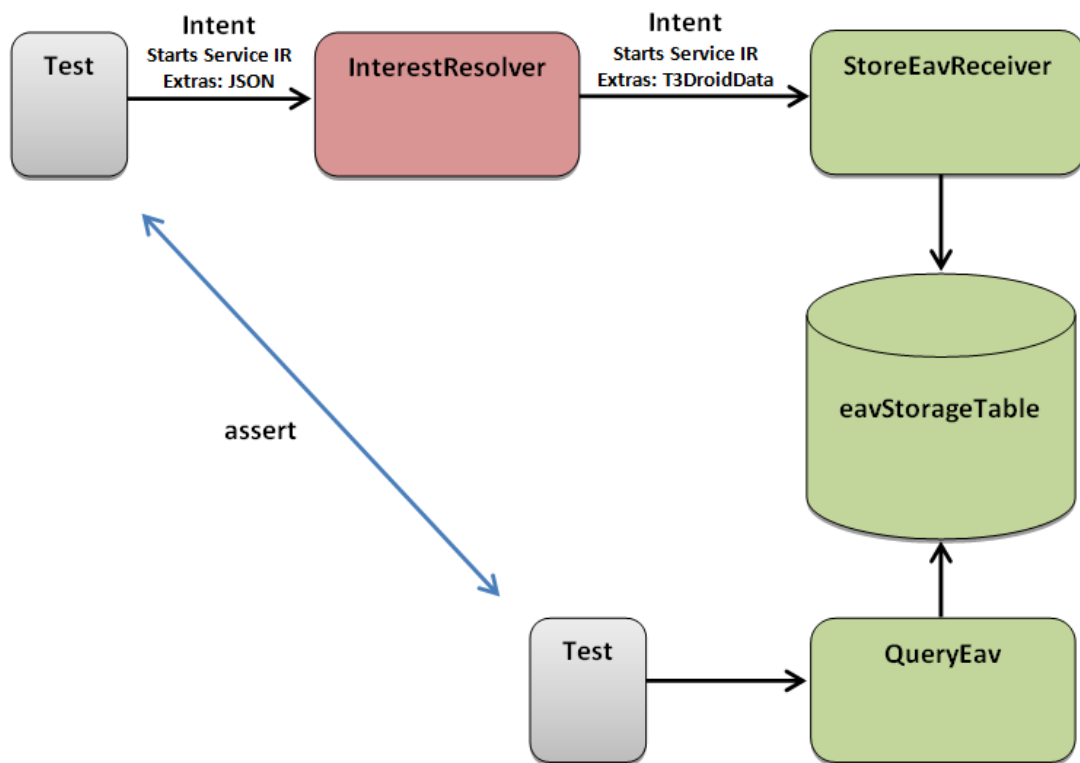 Test
Intent
Starts Service IR
Extras: JSON
InterestResolver
Intent
Starts Service IR
Extras: T3DroidData
StoreEavReceiver
eavStorageTable
assert
Test
QueryEav